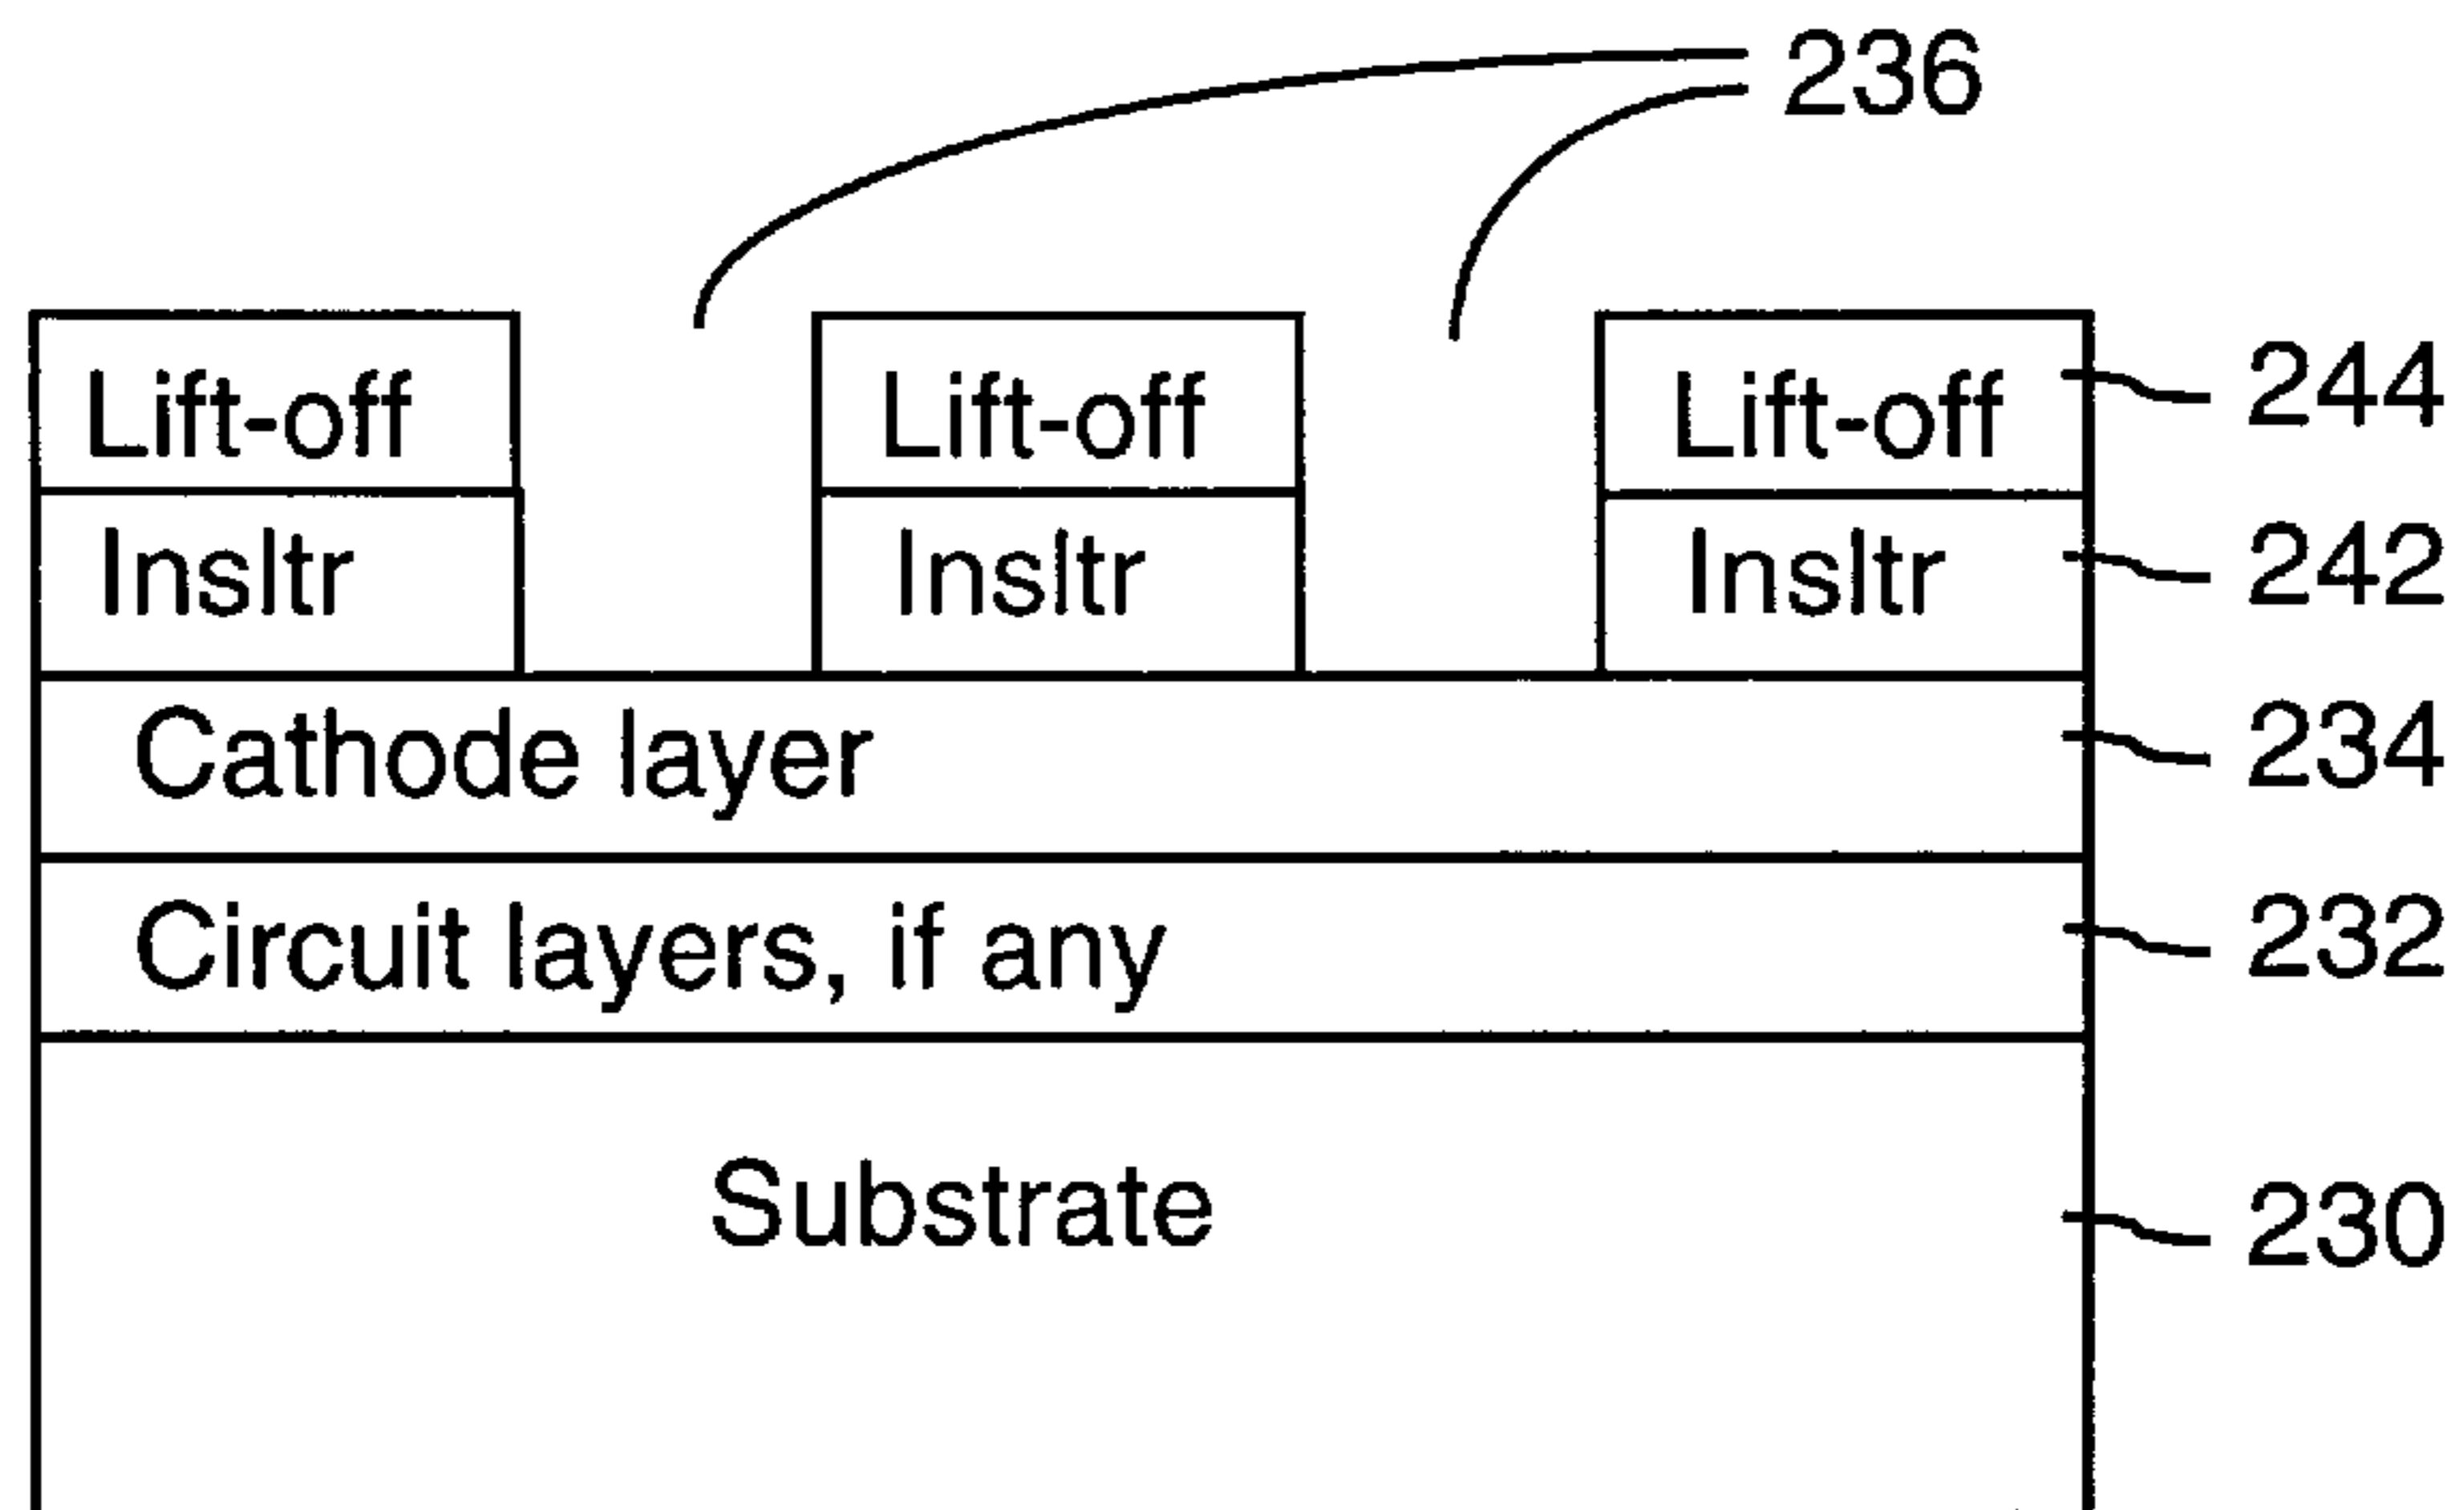 236
Lift-off Lift-off Lift-off 244
Insltr Insltr Insltr 242
Cathode layer 234
Circuit layers, if any 232
Substrate 230